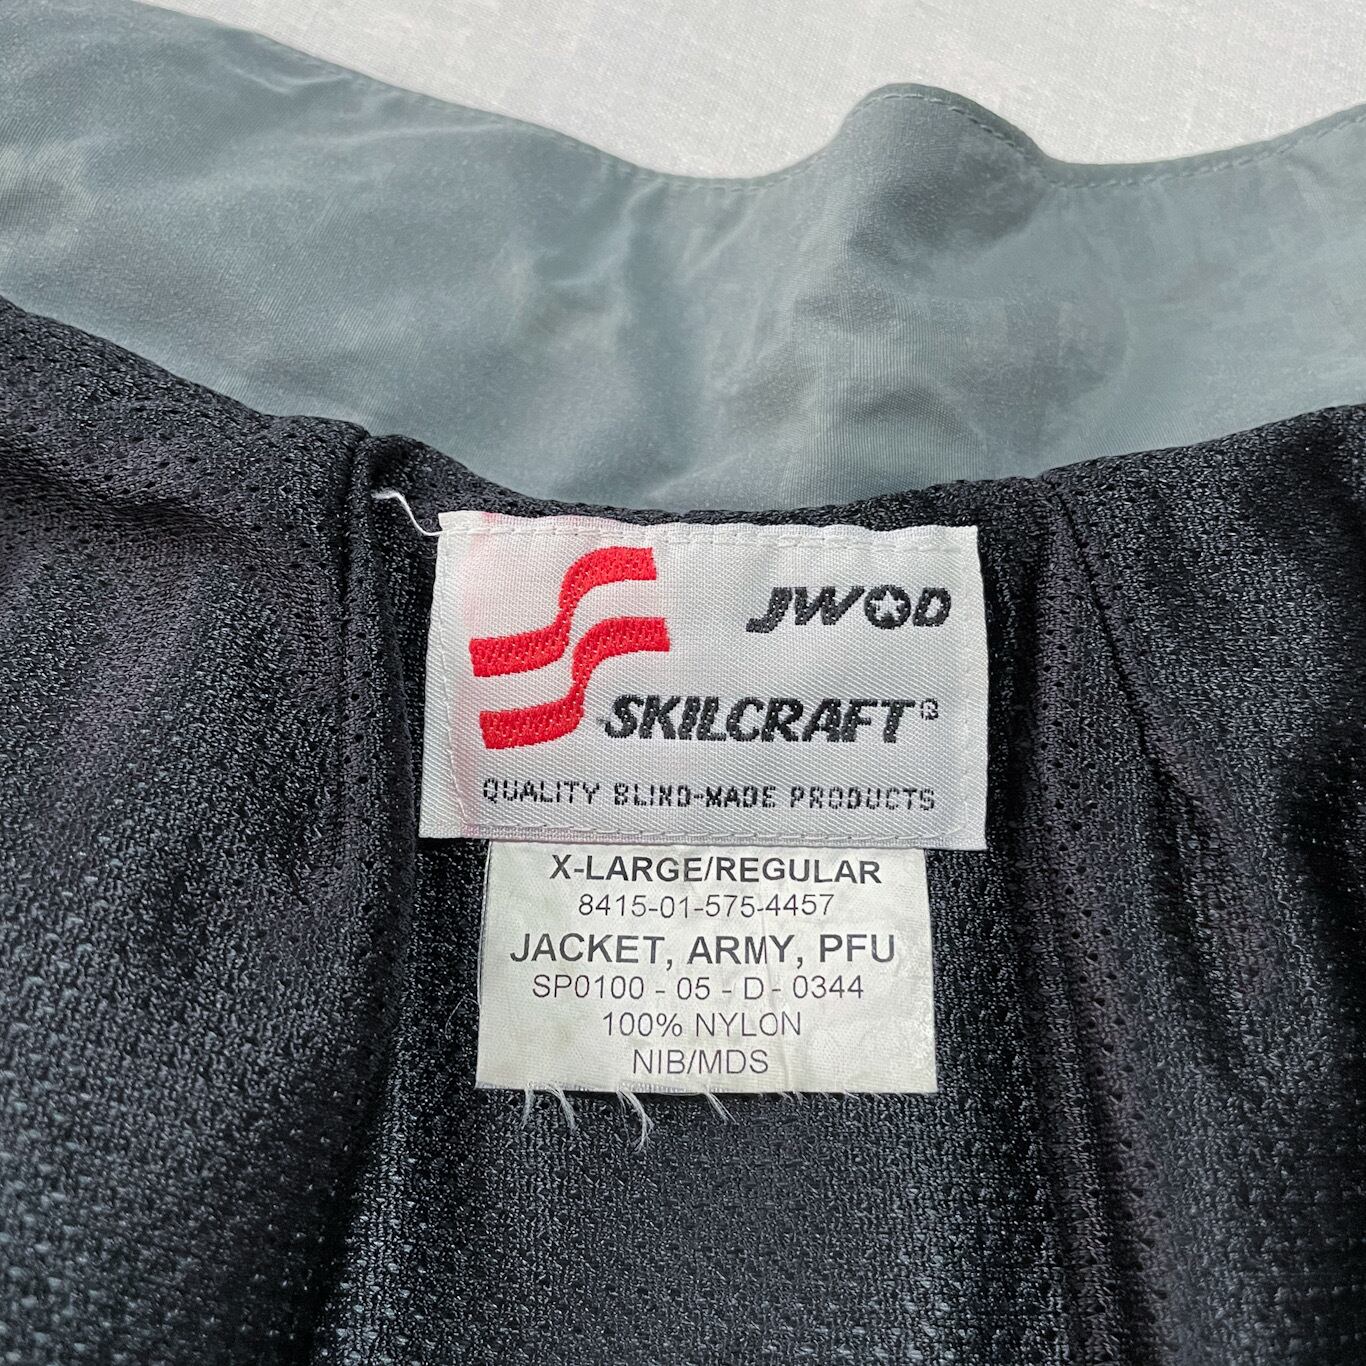 JWOD
SKILCRAFT®
QUALITY BLIND-MADE PRODUCTS
X-LARGE/REGULAR
8415-01-575-4457
JACKET, ARMY, PFU
SP0100 - 05 - D - 0344
100% NYLON
NIB/MDS